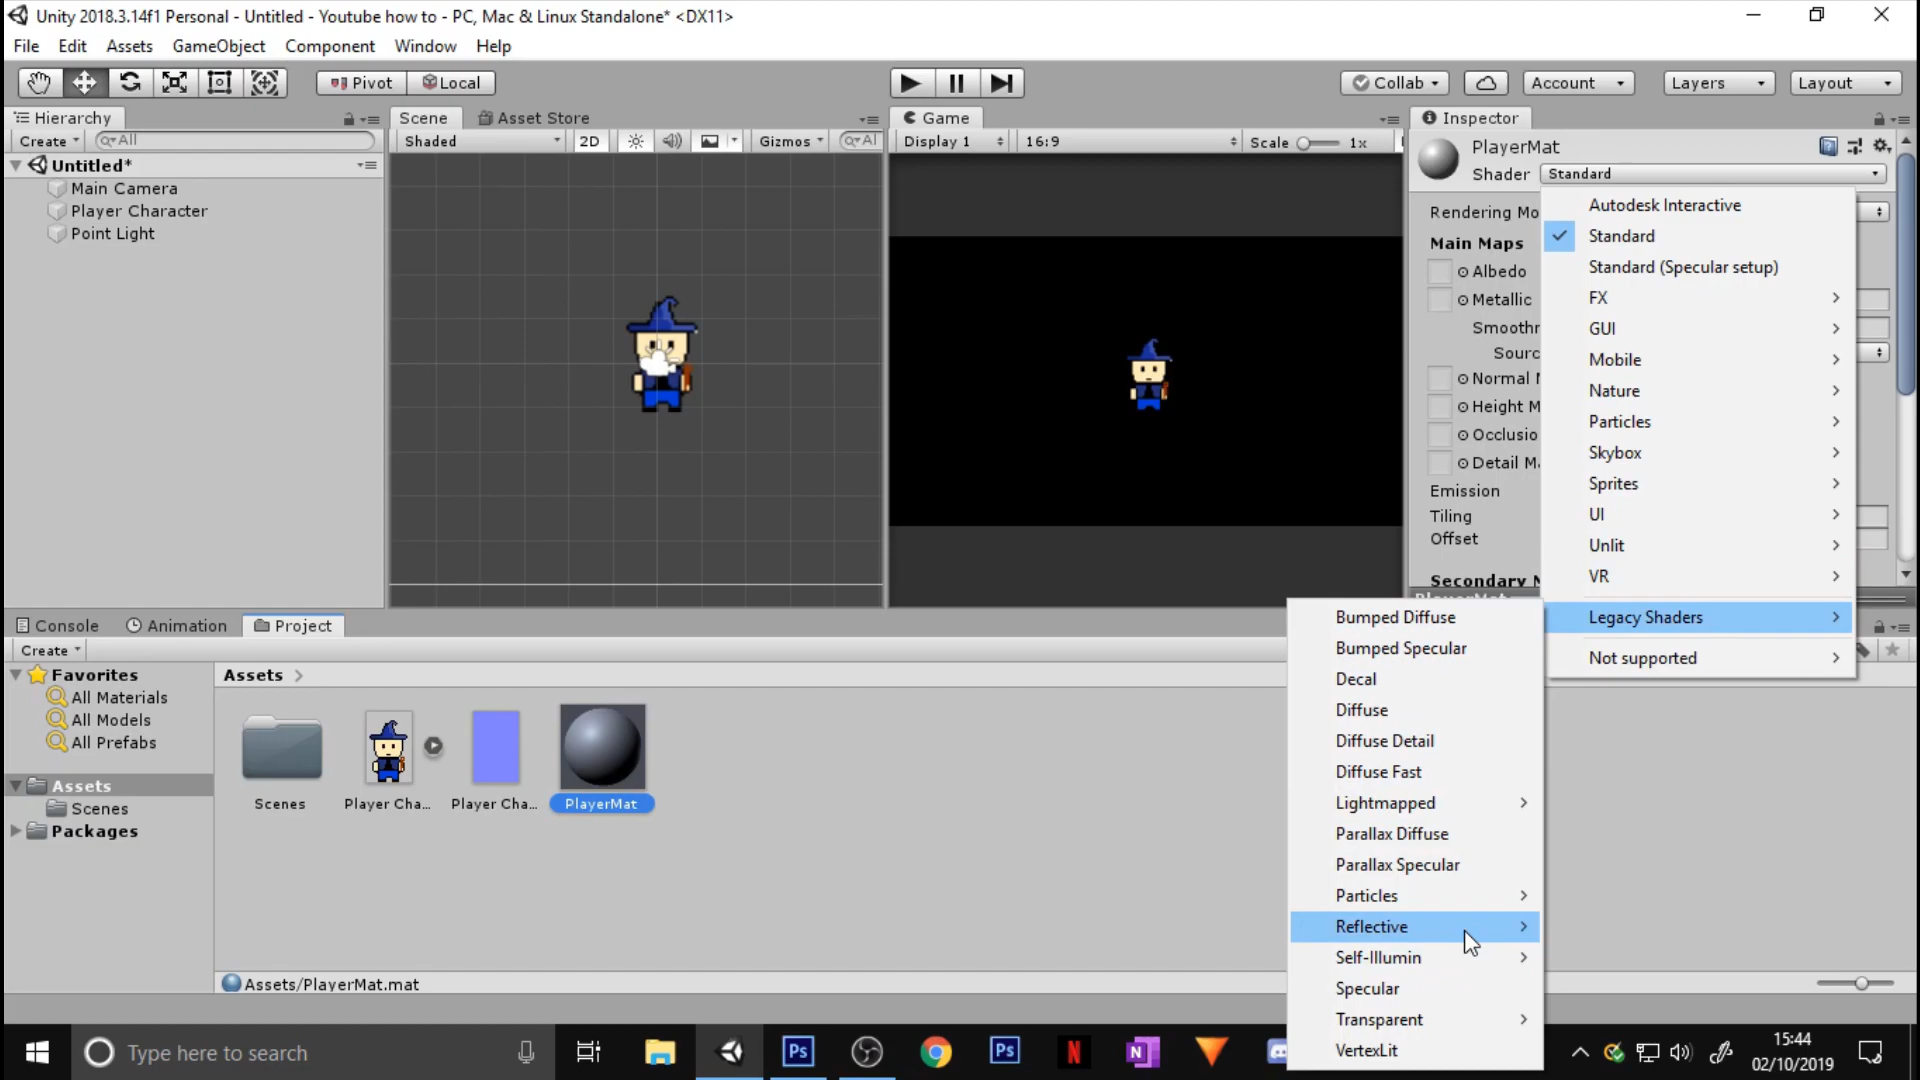 Unity 2018.3.14f1 Personal - Untitled - Youtube how to - PC, Mac & Linux Standalone* <DX11>
File Edit Assets GameObject Component Window Help
Pivot Local Collab Account Layers Layout
Hierarchy
Create All
Untitled*
Main Camera
Player Character
Point Light
Scene Asset Store
Shaded 2D Gizmos Al
Game
Display 1 16:9 Scale 1x
Inspector
PlayerMat
Shader Standard
Rendering Mo
Main Maps
Albedo
Metallic
Smoothr
Sourc
Normal
Height M
Occlusio
Detail M
Emission
Tiling
Offset
Secondary
PlayerMat
Autodesk Interactive
Standard
Standard (Specular setup)
FX
GUI
Mobile
Nature
Particles
Skybox
Sprites
UI
Unlit
VR
Legacy Shaders
Not supported
Bumped Diffuse
Bumped Specular
Decal
Diffuse
Diffuse Detail
Diffuse Fast
Lightmapped
Parallax Diffuse
Parallax Specular
Particles
Reflective
Self-Illumin
Specular
Transparent
VertexLit
Console Animation Project
Create
Favorites
All Materials
All Models
All Prefabs
Assets
Scenes
Packages
Assets
Scenes Player Cha... Player Cha... PlayerMat
Assets/PlayerMat.mat
Type here to search
Ps Ps N N
15:44
02/10/2019